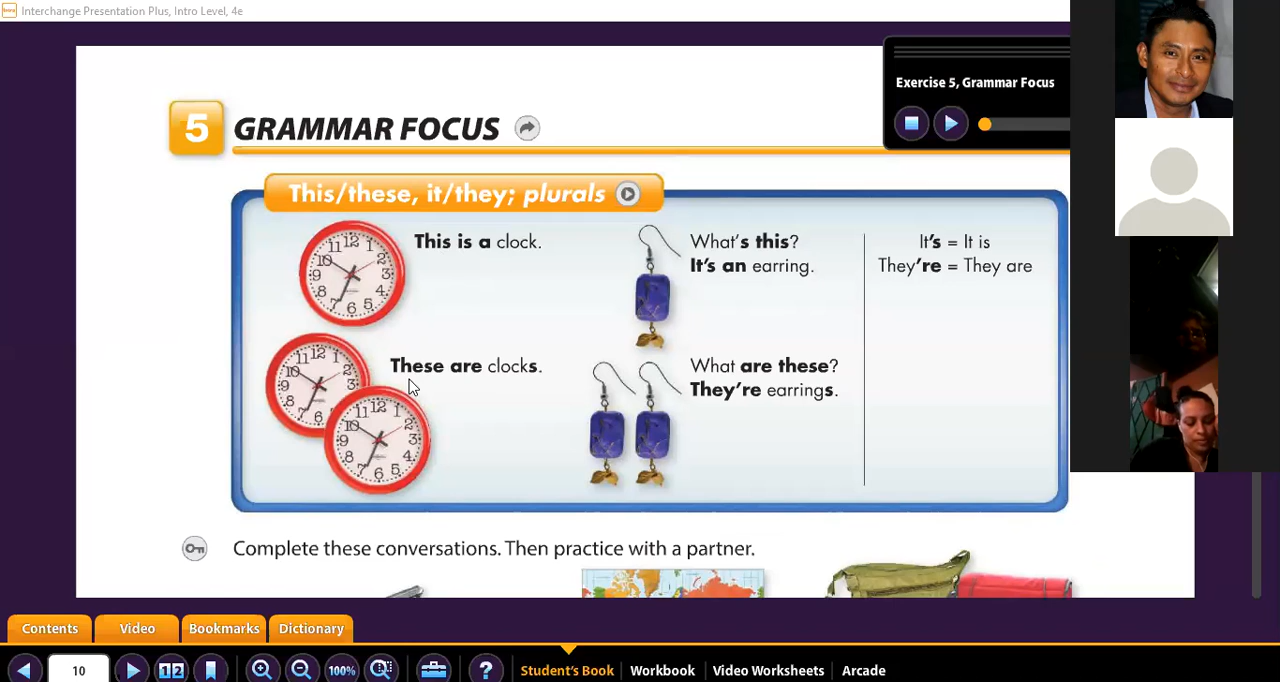 Interchange Presentation Plus, Intro Level, 4e
Exercise 5, Grammar Focus
5 GRAMMAR FOCUS
This/these, it/they; plurals
This is a clock.
What's this?
It's an earring.
It's = It is
They're = They are
These are clocks.
What are these?
They're earrings.
Complete these conversations. Then practice with a partner.
Contents Video Bookmarks Dictionary
10 1 2 100% ? Student's Book Workbook Video Worksheets Arcade